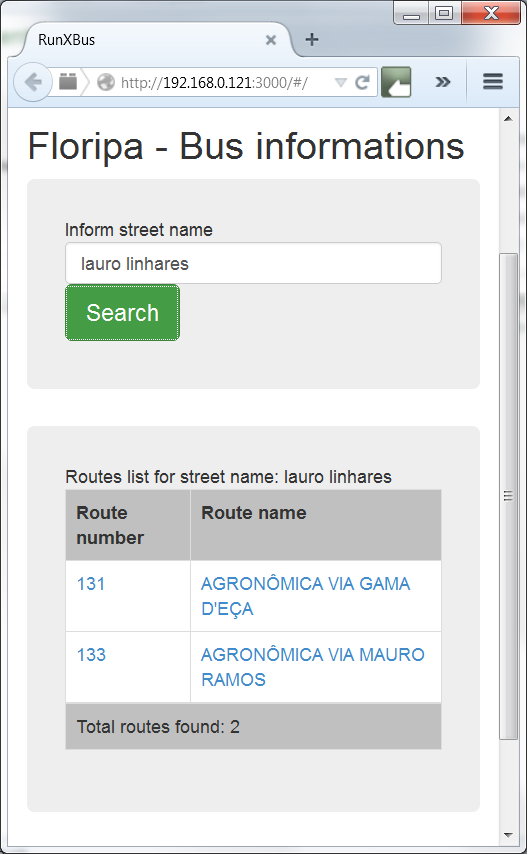 RunXBus
http://192.168.0.121:3000/#/
Floripa - Bus informations
Inform street name
lauro linhares
Search
Routes list for street name: lauro linhares
Route number
Route name
131
AGRONÔMICA VIA GAMA
D'EÇA
133
AGRONÔMICA VIA MAURO
RAMOS
Total routes found: 2